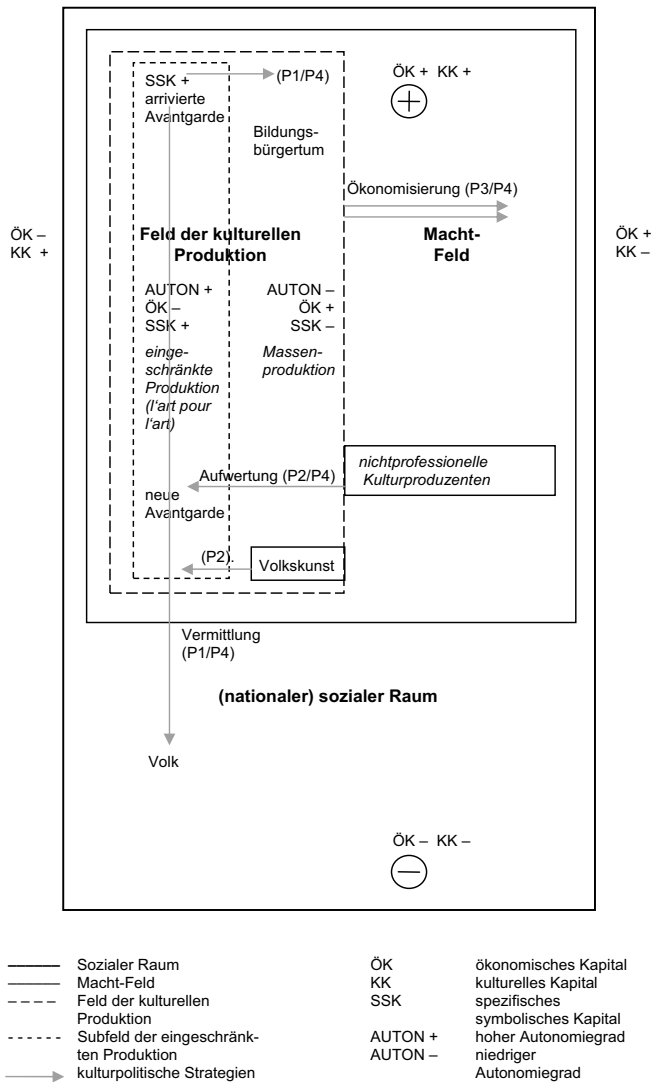 SSK +
arrivierte
Avantgarde
(P1/P4)
Bildungs-
bürgertum
ÖK + KK +
Ökonomisierung (P3/P4)
ÖK –
KK +
Feld der kulturellen
Produktion
Macht-
Feld
ÖK +
KK –
AUTON +
ÖK –
SSK +
einge-
schränkte
Produktion
(l‘art pour
l‘art)
AUTON –
ÖK +
SSK –
Massen-
produktion
nichtprofessionelle
Kulturproduzenten
Aufwertung (P2/P4)
neue
Avantgarde
(P2).
Volkskunst
Vermittlung
(P1/P4)
(nationaler) sozialer Raum
Volk
ÖK – KK –
Sozialer Raum
Macht-Feld
Feld der kulturellen
Produktion
Subfeld der eingeschränk-
ten Produktion
kulturpolitische Strategien
ÖK ökonomisches Kapital
KK kulturelles Kapital
SSK spezifisches
symbolisches Kapital
AUTON + hoher Autonomiegrad
AUTON – niedriger
Autonomiegrad